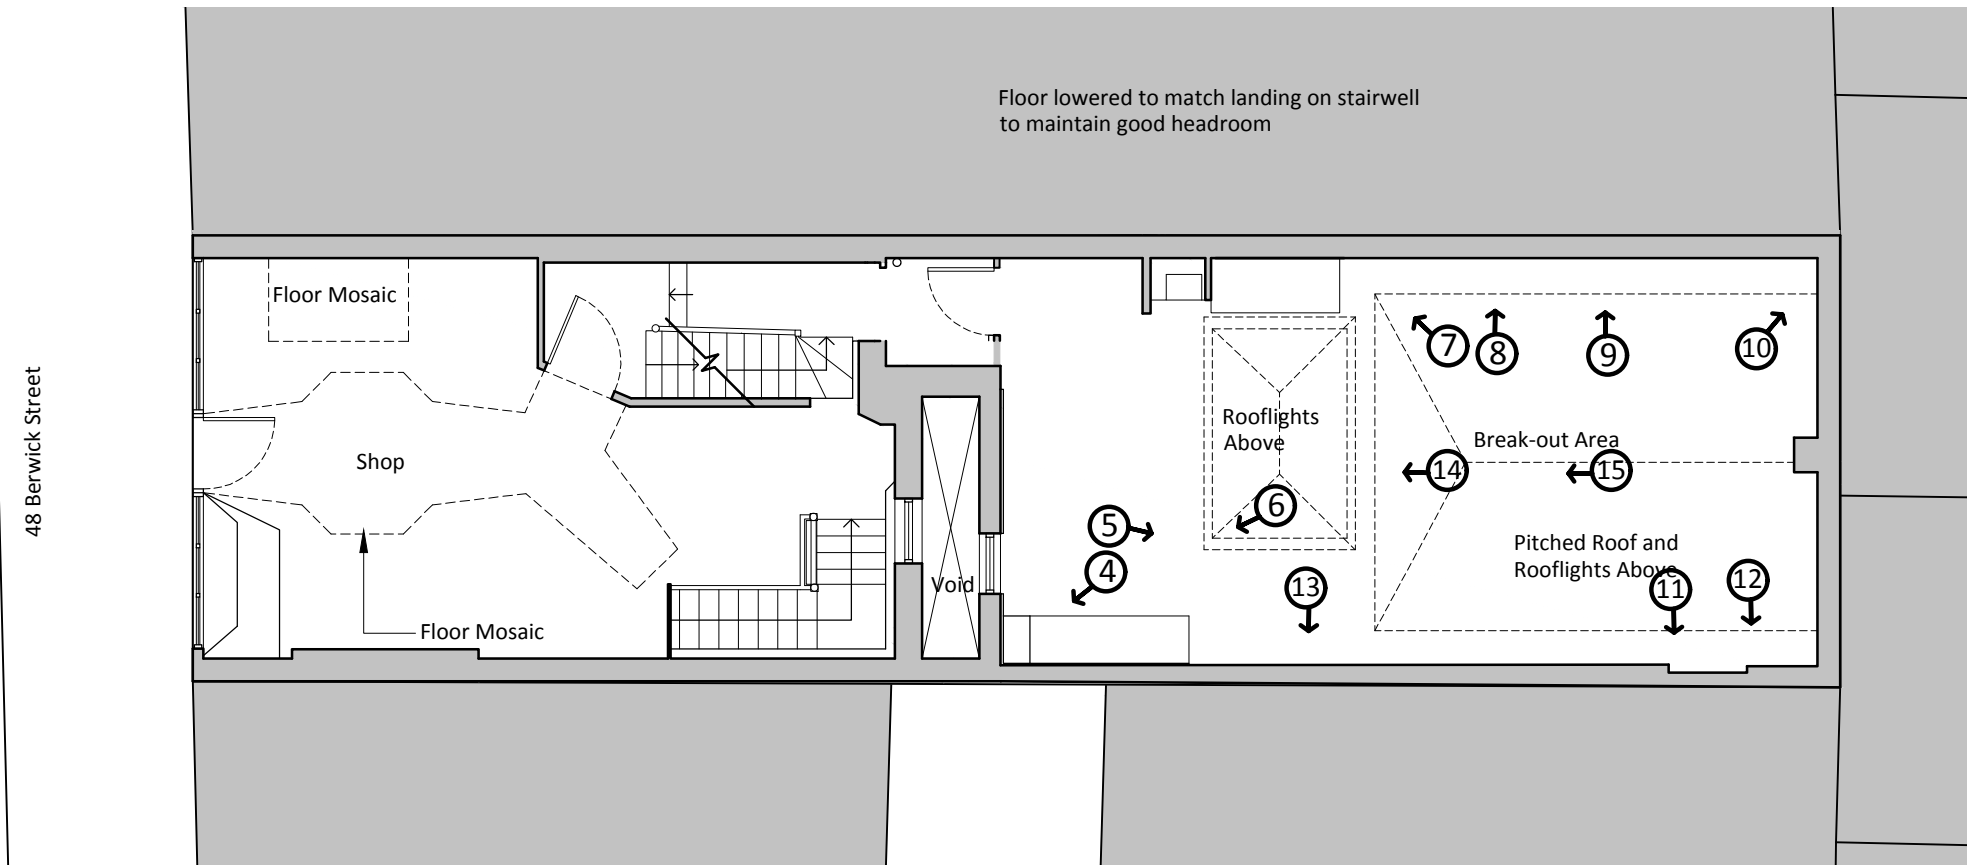 Floor lowered to match landing on stairwell
to maintain good headroom
Floor Mosaic
48 Berwick Street
Shop
Floor Mosaic
Void
Rooflights
Above
Break-out Area
Pitched Roof and
Rooflights Above
7
8
9
10
14
15
6
5
4
13
11
12